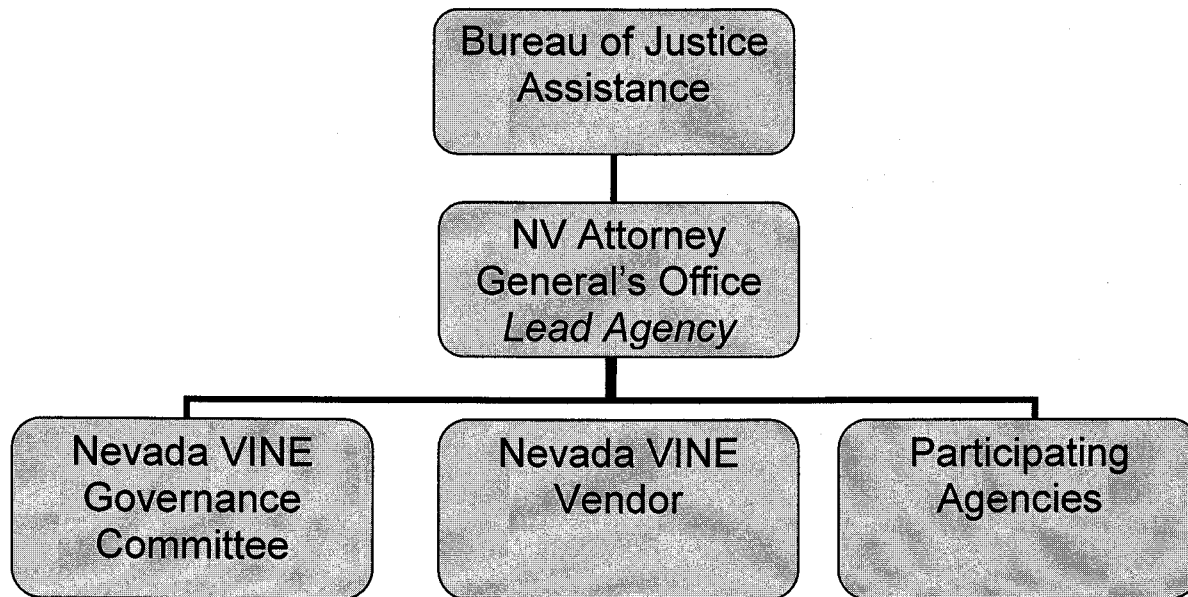 Bureau of Justice
Assistance
NV Attorney
General's Office
Lead Agency
Nevada VINE
Governance
Committee
Nevada VINE
Vendor
Participating
Agencies